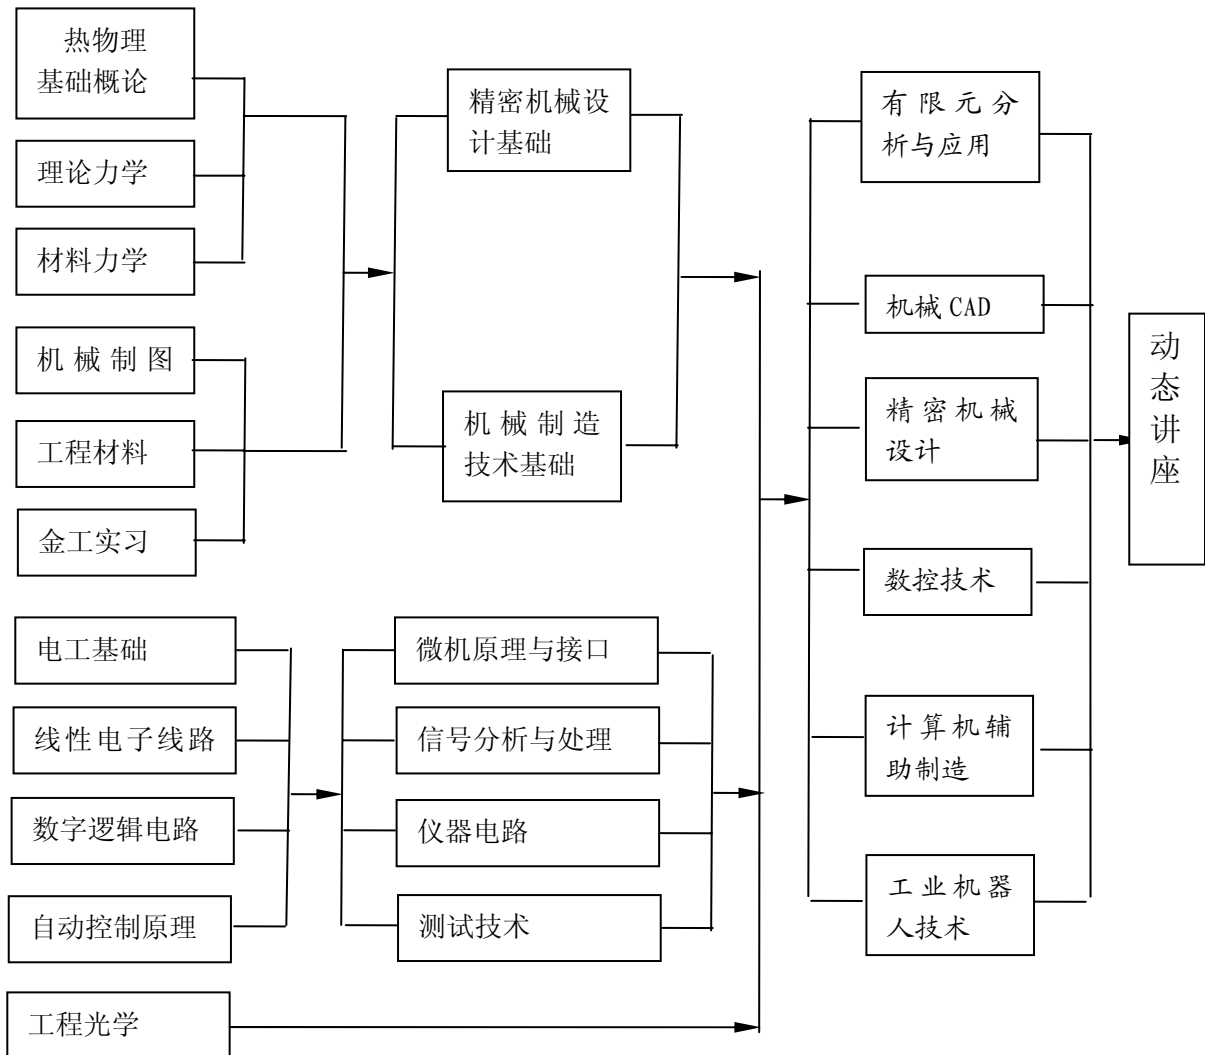 热物理
基础概论
理论力学
材料力学
机械制图
工程材料
金工实习
电工基础
线性电子线路
数字逻辑电路
自动控制原理
工程光学
精密机械设
计基础
机械制造
技术基础
微机原理与接口
信号分析与处理
仪器电路
测试技术
有限元分
析与应用
机械 CAD
精密机械
设计
数控技术
计算机辅
助制造
工业机器
人技术
动
态
讲
座